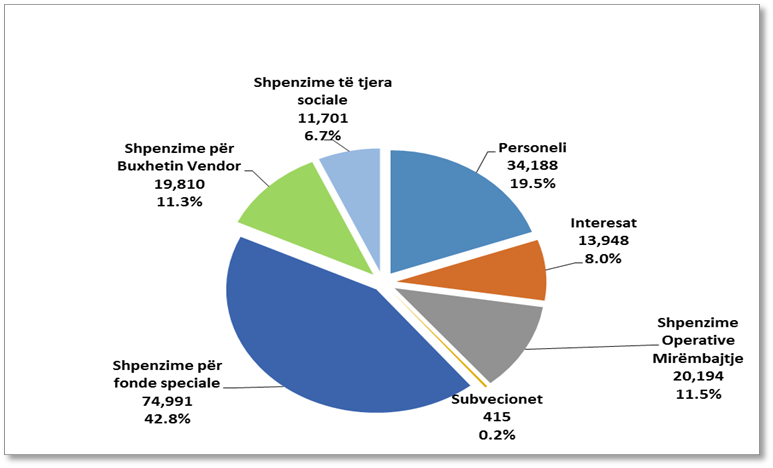 Shpenzime të tjera
sociale
11,701
6.7%
Personeli
34,188
19.5%
Interesat
13,948
8.0%
Shpenzime
Operative
Mirëmbajtje
20,194
11.5%
Subvecionet
415
0.2%
Shpenzime për
fonde speciale
74,991
42.8%
Shpenzime për
Buxhetin Vendor
19,810
11.3%